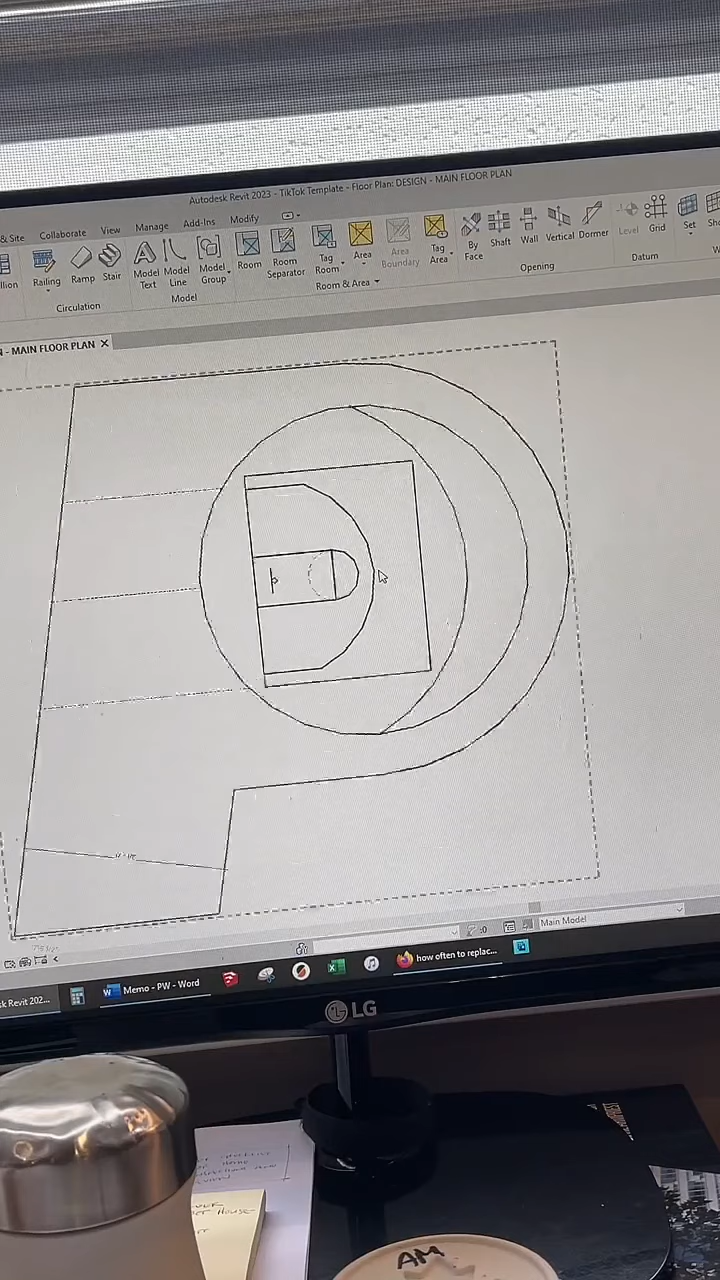 Autodesk Revit 2023 - TikTok Template - Floor Plan: DESIGN - MAIN FLOOR PLAN
& Site Collaborate View Manage Add-Ins Modify
Railing Ramp Stair Model Text Model Line Model Group Room Room Separator Tag Room Area Area Boundary Tag Area By Face Shaft Wall Vertical Dormer Level Grid Set
Circulation Model Room & Area Opening Datum
- MAIN FLOOR PLAN
:0 Main Model
Memo - PW - Word how often to replac...
LG
AM